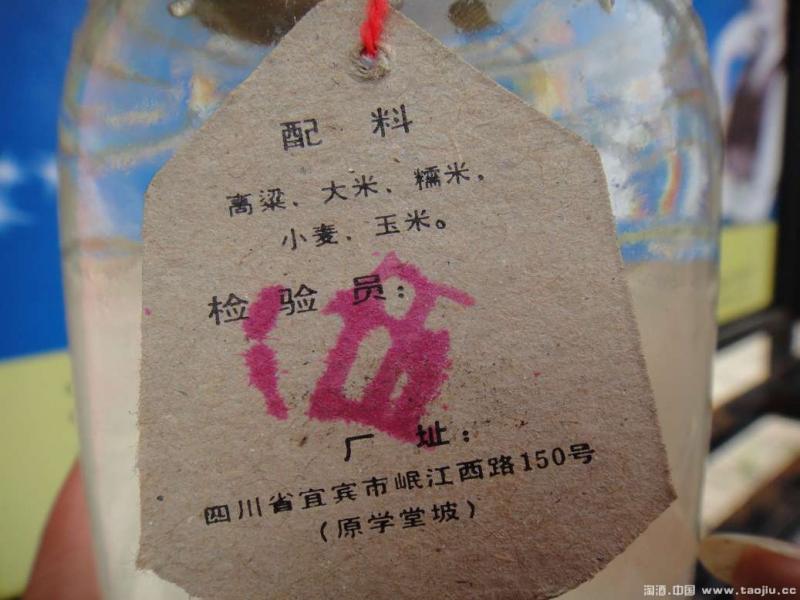 配料
高粱、大米、糯米、
小麦、玉米。
检验员：
厂址：
四川省宜宾市岷江西路150号
（原学堂坡）
淘酒.中国 www.taojiu.cc